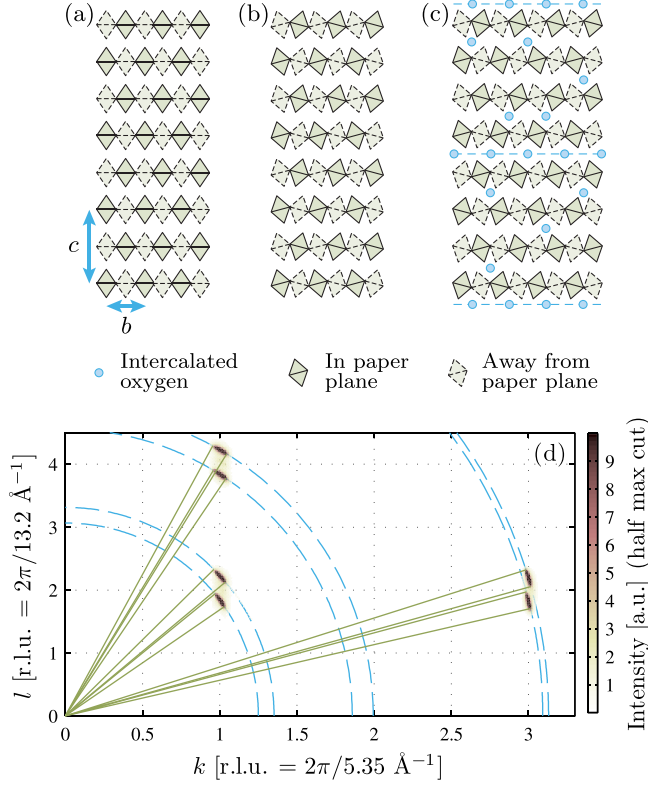 (a)
(b)
(c)
c
b
Intercalated
oxygen
In paper
plane
Away from
paper plane
(d)
4
3
2
1
0
l [r.l.u. = 2π/13.2 Å⁻¹]
0
0.5
1
1.5
2
2.5
3
k [r.l.u. = 2π/5.35 Å⁻¹]
9
8
7
6
5
4
3
2
1
Intensity [a.u.] (half max cut)